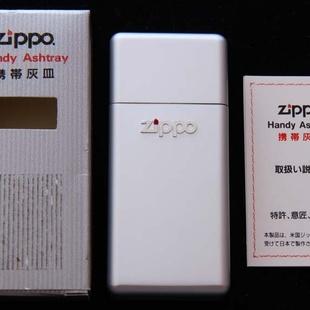 zippo
Handy Ashtray
携帯灰皿
zippo
zippo
Handy As
携帯灰
取扱い説
特許、意匠、
本製品は、米国ジッ
受けて日本で製作さ